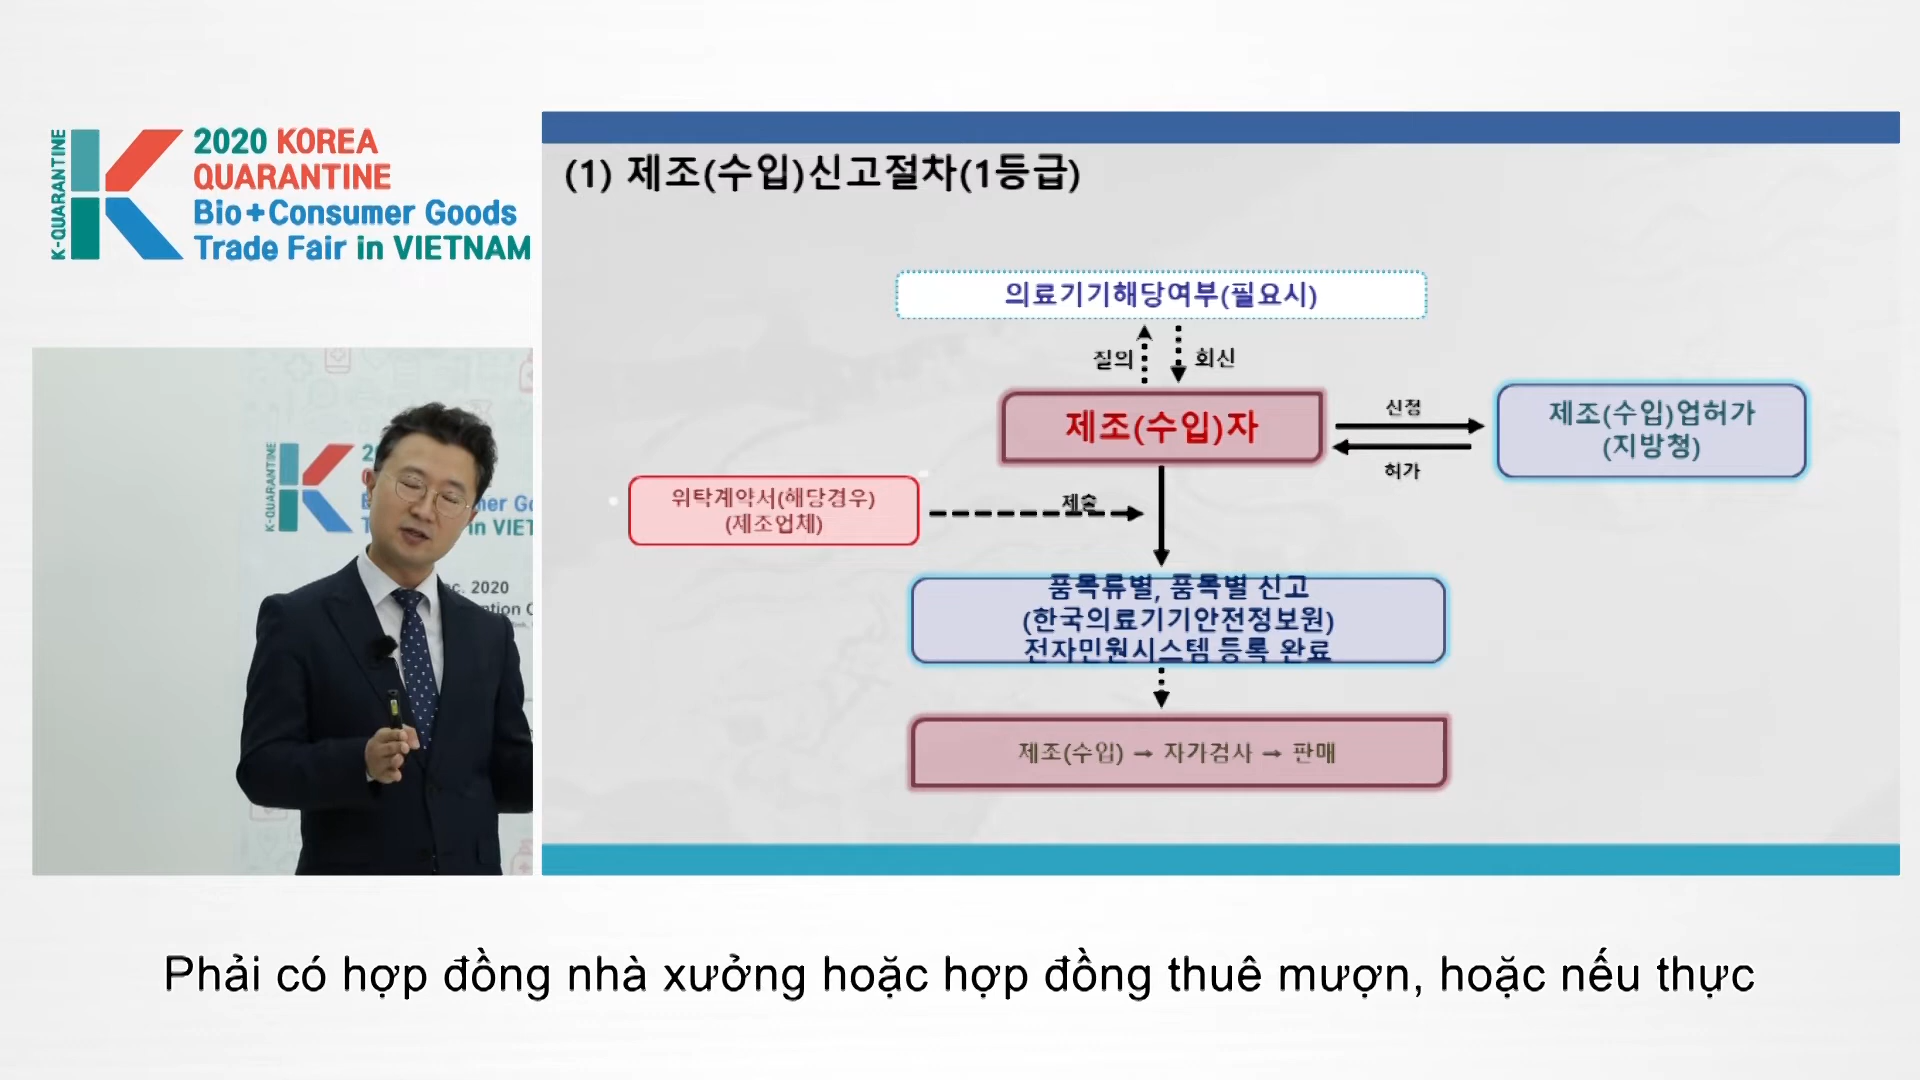 K-QUARANTINE
2020 KOREA
QUARANTINE
Bio+Consumer Goods
Trade Fair in VIETNAM
(1) 제조(수입)신고절차(1등급)
의료기기해당여부(필요시)
질의
회신
제조(수입)자
신청
허가
제조(수입)업허가
(지방청)
위탁계약서(해당경우)
(제조업체)
제출
품목류별, 품목별 신고
(한국의료기기안전정보원)
전자민원시스템 등록 완료
제조(수입) → 자가검사 → 판매
K-QUARANTINE
mer Go
in VIET
c. 2020
Phải có hợp đồng nhà xưởng hoặc hợp đồng thuê mượn, hoặc nếu thực